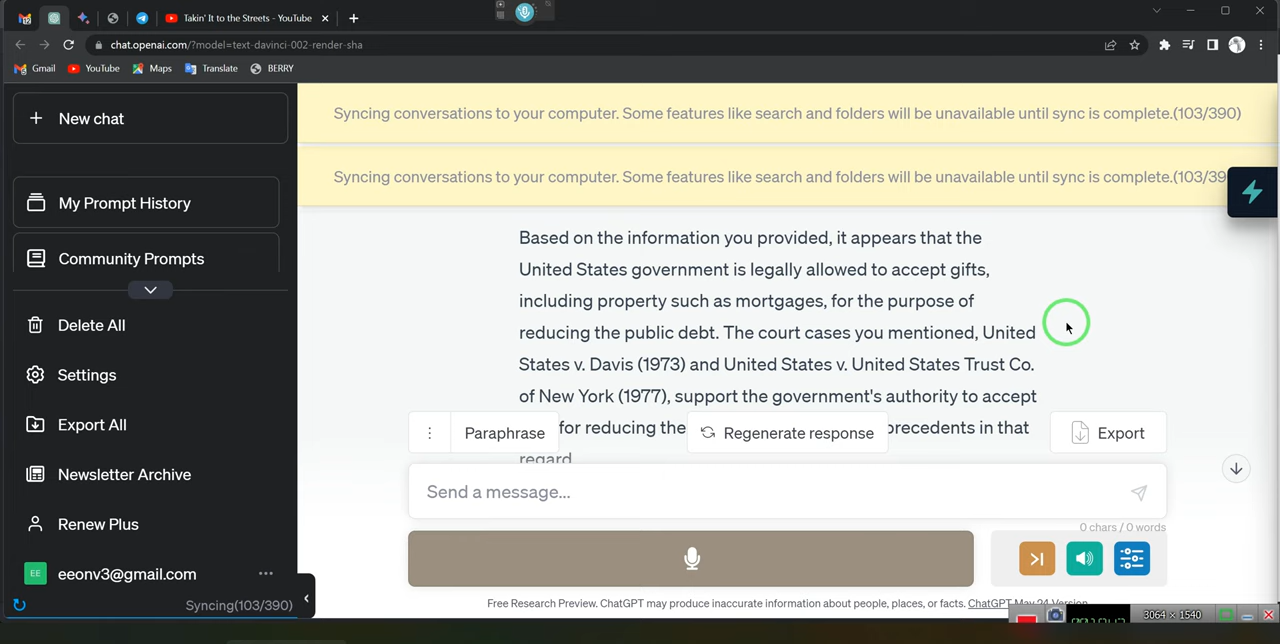 Takin' It to the Streets - YouTube
chat.openai.com/?model=text-davinci-002-render-sha
Gmail YouTube Maps Translate BERRY
New chat
Syncing conversations to your computer. Some features like search and folders will be unavailable until sync is complete.(103/390)
Syncing conversations to your computer. Some features like search and folders will be unavailable until sync is complete.(103/39
My Prompt History
Community Prompts
Delete All
Settings
Export All
Newsletter Archive
Renew Plus
EE eeonv3@gmail.com
Syncing(103/390)
Based on the information you provided, it appears that the
United States government is legally allowed to accept gifts,
including property such as mortgages, for the purpose of
reducing the public debt. The court cases you mentioned, United
States v. Davis (1973) and United States v. United States Trust Co.
of New York (1977), support the government's authority to accept
for reducing the precedents in that
regard
Paraphrase Regenerate response Export
Send a message...
0 chars / 0 words
Free Research Preview. ChatGPT may produce inaccurate information about people, places, or facts. ChatGPT May 24 Version
3064 × 1540